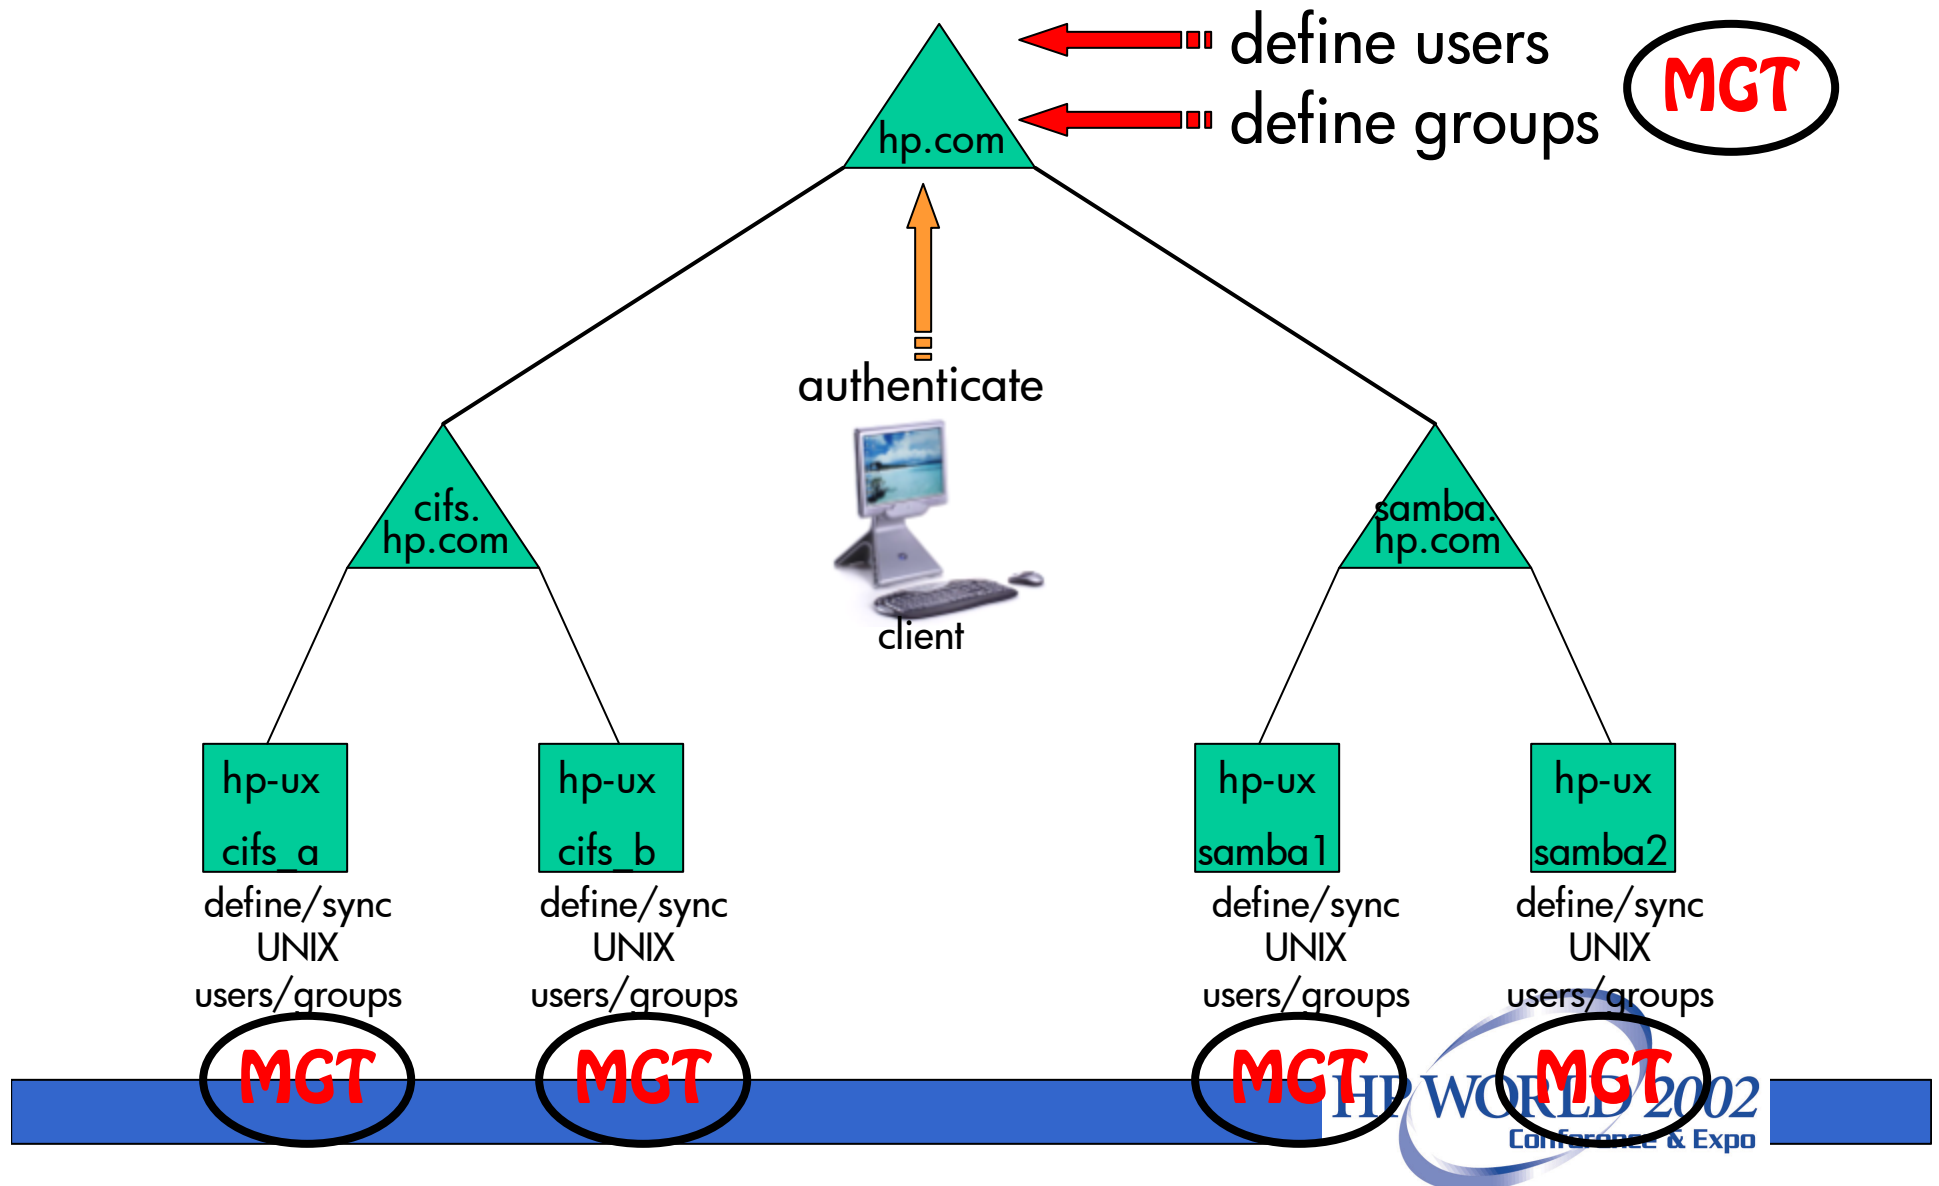 define users
MGT
define groups
hp.com
authenticate
cifs.
hp.com
samba.
hp.com
client
hp-ux
cifs_a
hp-ux
cifs_b
hp-ux
samba1
hp-ux
samba2
define/sync
UNIX
users/groups
define/sync
UNIX
users/groups
define/sync
UNIX
users/groups
define/sync
UNIX
users/groups
MGT
MGT
MGT
MGT
HP WORLD 2002
Conference & Expo